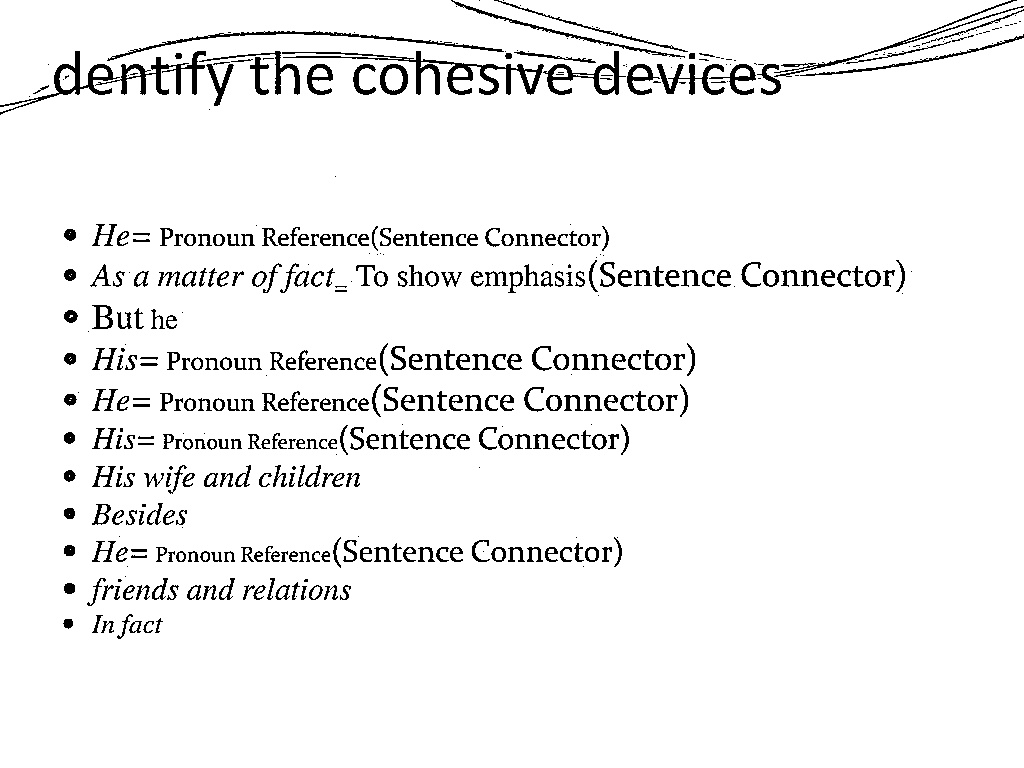 dentify the cohesive devices
• He= Pronoun Reference(Sentence Connector)
• As a matter of fact_ To show emphasis(Sentence Connector)
• But he
• His= Pronoun Reference(Sentence Connector)
• He= Pronoun Reference(Sentence Connector)
• His= Pronoun Reference(Sentence Connector)
• His wife and children
• Besides
• He= Pronoun Reference(Sentence Connector)
• friends and relations
• In fact